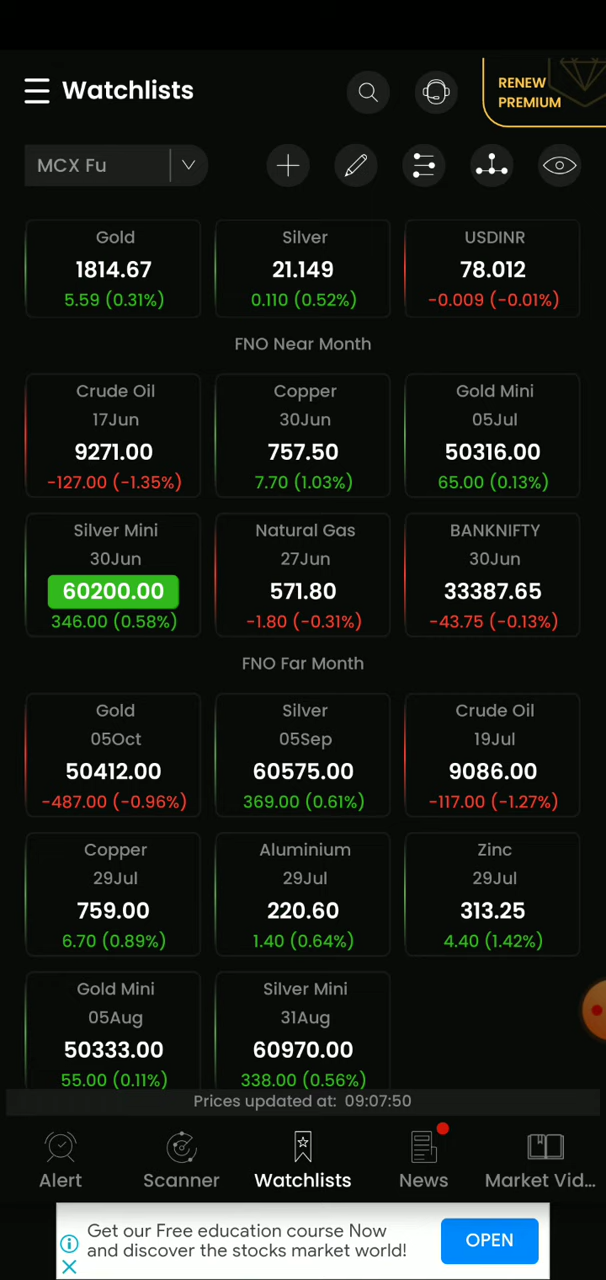 Watchlists
RENEW
PREMIUM
MCX Fu
Gold Silver USDINR
1814.67 21.149 78.012
5.59 (0.31%) 0.110 (0.52%) -0.009 (-0.01%)
FNO Near Month
Crude Oil Copper Gold Mini
17Jun 30Jun 05Jul
9271.00 757.50 50316.00
-127.00 (-1.35%) 7.70 (1.03%) 65.00 (0.13%)
Silver Mini Natural Gas BANKNIFTY
30Jun 27Jun 30Jun
60200.00 571.80 33387.65
346.00 (0.58%) -1.80 (-0.31%) -43.75 (-0.13%)
FNO Far Month
Gold Silver Crude Oil
05Oct 05Sep 19Jul
50412.00 60575.00 9086.00
-487.00 (-0.96%) 369.00 (0.61%) -117.00 (-1.27%)
Copper Aluminium Zinc
29Jul 29Jul 29Jul
759.00 220.60 313.25
6.70 (0.89%) 1.40 (0.64%) 4.40 (1.42%)
Gold Mini Silver Mini
05Aug 31Aug
50333.00 60970.00
55.00 (0.11%) 338.00 (0.56%)
Prices updated at: 09:07:50
Alert Scanner Watchlists News Market Vid...
Get our Free education course Now
and discover the stocks market world!
OPEN